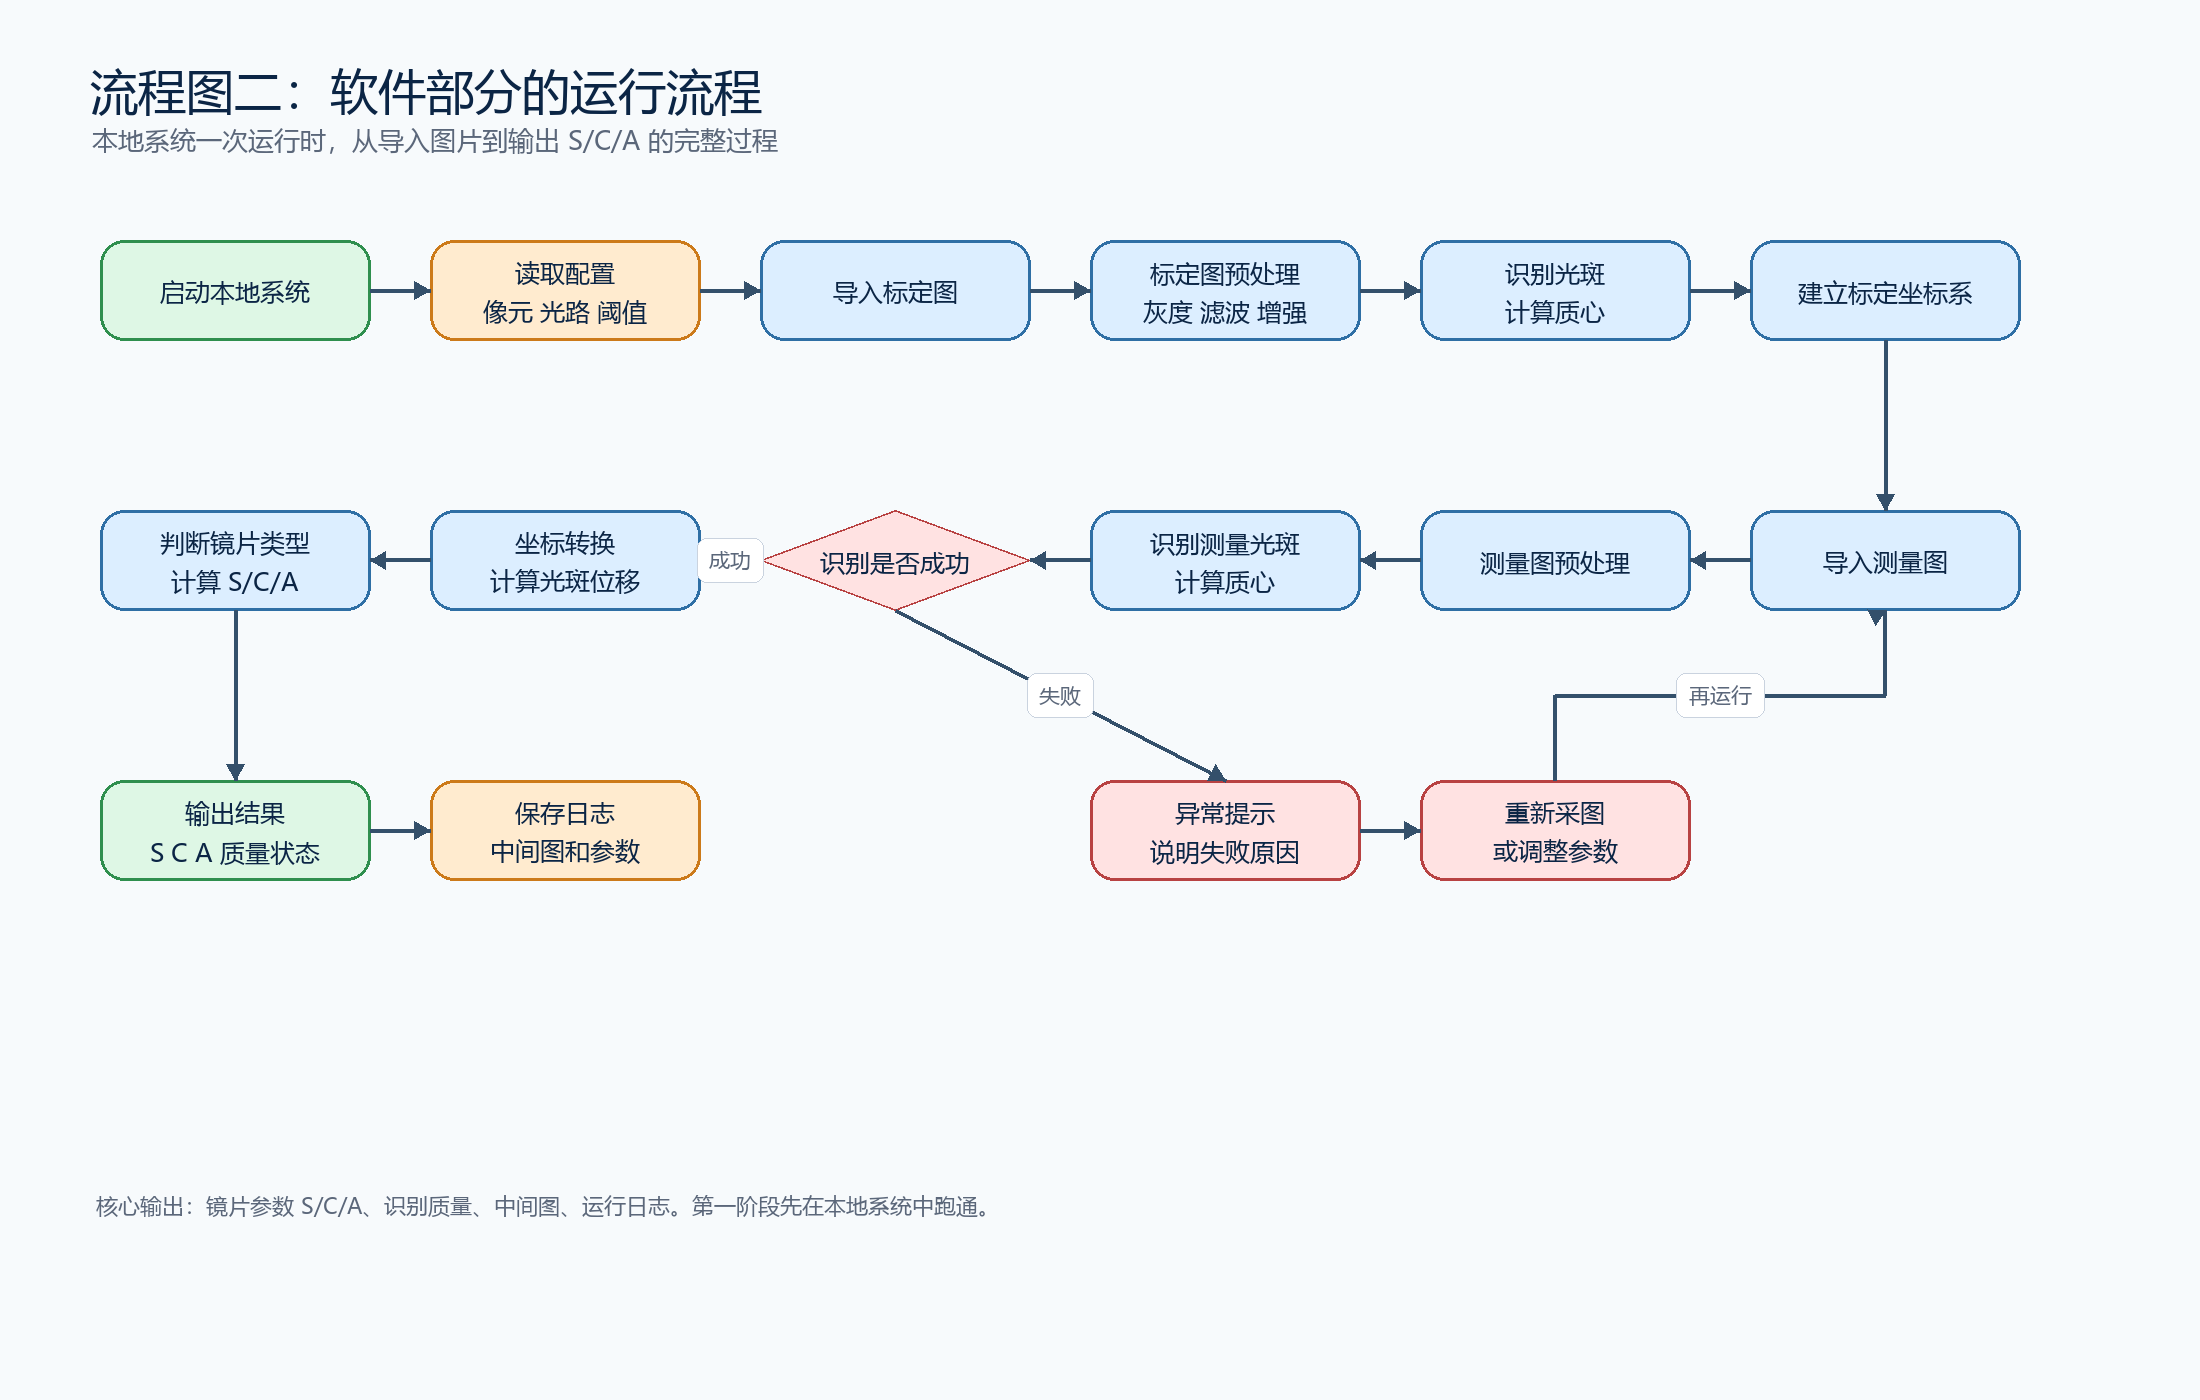 流程图二：软件部分的运行流程
本地系统一次运行时，从导入图片到输出 S/C/A 的完整过程
启动本地系统
读取配置
像元 光路 阈值
导入标定图
标定图预处理
灰度 滤波 增强
识别光斑
计算质心
建立标定坐标系
导入测量图
测量图预处理
识别测量光斑
计算质心
识别是否成功
成功
坐标转换
计算光斑位移
判断镜片类型
计算 S/C/A
失败
再运行
输出结果
S C A 质量状态
保存日志
中间图和参数
异常提示
说明失败原因
重新采图
或调整参数
核心输出：镜片参数 S/C/A、识别质量、中间图、运行日志。第一阶段先在本地系统中跑通。